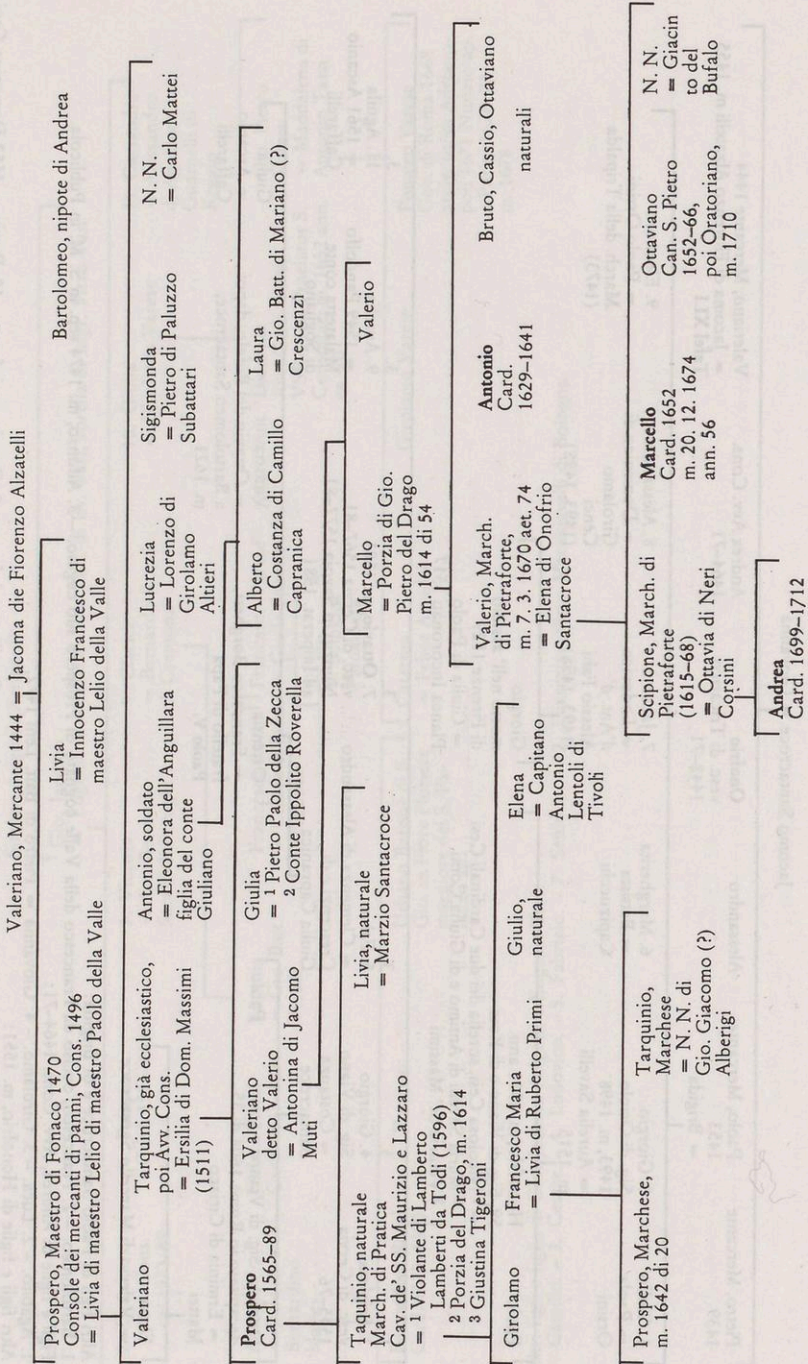 Valeriano, Mercante 1444 = Jacoma die Fiorenzo Alzatelli
Bartolomeo, nipote di Andrea
Prospero, Maestro di Fonaco 1470
Console dei mercanti di panni, Cons. 1496
= Livia di maestro Lelio di maestro Paolo della Valle
Livia
= Innocenzo Francesco di
maestro Lelio della Valle
Valeriano
Tarquinio, già ecclesiastico,
poi Avv. Cons.
= Ersilia di Dom. Massimi
(1511)
Antonio, soldato
= Eleonora dell'Anguillara
figlia del conte
Giuliano
Lucrezia
= Lorenzo di
Girolamo
Altieri
Sigismonda
= Pietro di Paluzzo
Subattari
N. N.
= Carlo Mattei
Prospero
Card. 1565–89
Valeriano
detto Valerio
= Antonina di Jacomo
Muti
Giulia
= 1 Pietro Paolo della Zecca
2 Conte Ippolito Roverella
Alberto
= Costanza di Camillo
Capranica
Laura
= Gio. Batt. di Mariano (?)
Crescenzi
Taquinio, naturale
March. di Pratica
Cav. de' SS. Maurizio e Lazzaro
= 1 Violante di Lamberto
Lamberti da Todi (1596)
2 Porzia del Drago, m. 1614
3 Giustina Tigeroni
Livia, naturale
= Marzio Santacroce
Marcello
= Porzia di Gio.
Pietro del Drago
m. 1614 di 54
Valerio
Girolamo
Francesco Maria
= Livia di Ruberto Primi
Giulio,
naturale
Elena
= Capitano
Antonio
Lentoli di
Tivoli
Valerio, March.
di Pietraforte,
m. 7. 3. 1670 aet. 74
= Elena di Onofrio
Santacroce
Antonio
Card.
1629–1641
Bruto, Cassio, Ottaviano
naturali
Prospero, Marchese,
m. 1642 di 20
Tarquinio,
Marchese
= N. N. di
Gio. Giacomo (?)
Alberigi
Scipione, March. di
Pietraforte
(1615–68)
= Ottavia di Neri
Corsini
Marcello
Card. 1652
m. 20. 12. 1674
ann. 56
Ottaviano
Can. S. Pietro
1652–66,
poi Oratoriano,
m. 1710
N. N.
= Giacin
to del
Bufalo
Andrea
Card. 1699–1712